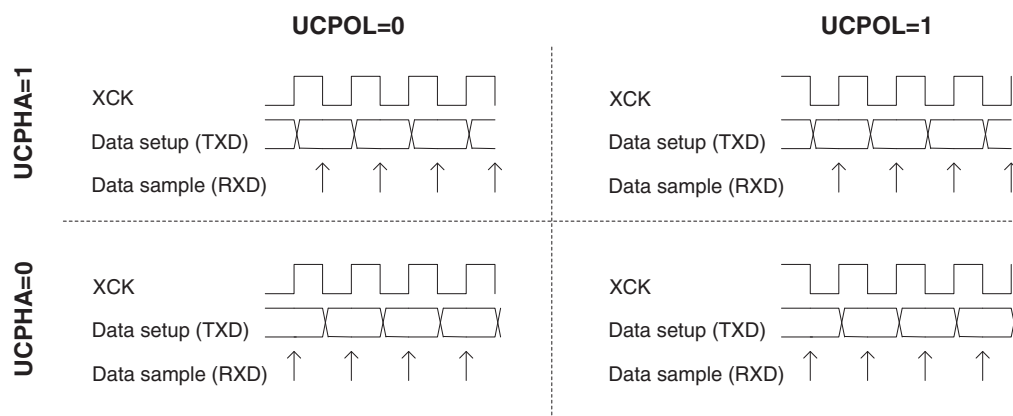 UCPOL=0
UCPOL=1
UCPHA=1
XCK
Data setup (TXD)
Data sample (RXD)
XCK
Data setup (TXD)
Data sample (RXD)
UCPHA=0
XCK
Data setup (TXD)
Data sample (RXD)
XCK
Data setup (TXD)
Data sample (RXD)